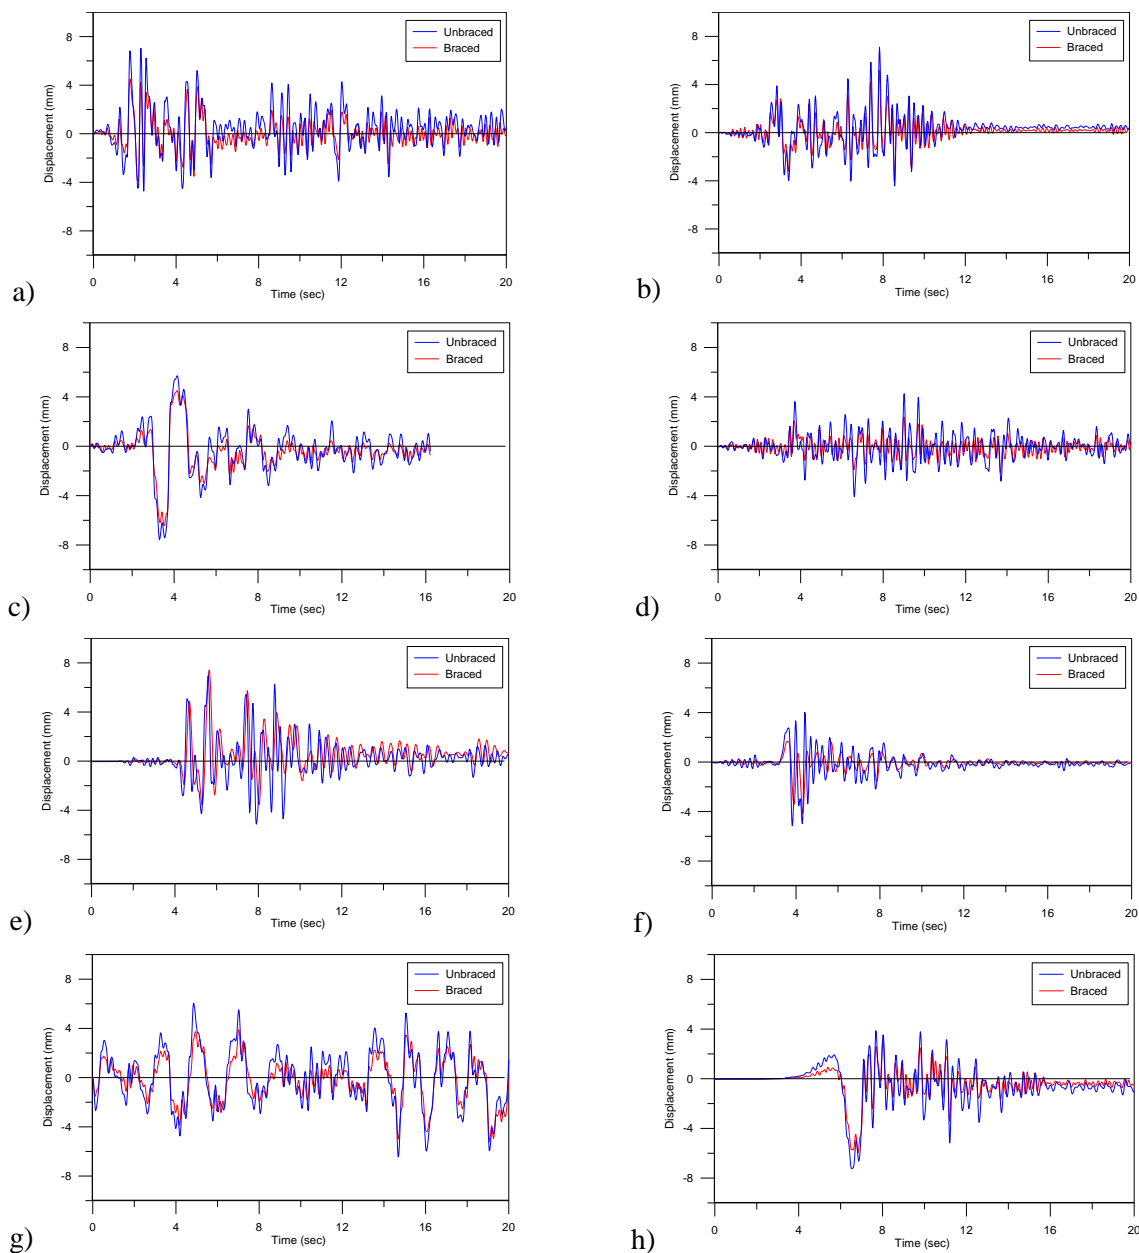 8
4
0
-4
-8
Displacement (mm)
Unbraced
Braced
0 4 8 12 16 20
Time (sec)
a)
8
4
0
-4
-8
Displacement (mm)
Unbraced
Braced
0 4 8 12 16 20
Time (sec)
b)
8
4
0
-4
-8
Displacement (mm)
Unbraced
Braced
0 4 8 12 16 20
Time (sec)
c)
8
4
0
-4
-8
Displacement (mm)
Unbraced
Braced
0 4 8 12 16 20
Time (sec)
d)
8
4
0
-4
-8
Displacement (mm)
Unbraced
Braced
0 4 8 12 16 20
Time (sec)
e)
8
4
0
-4
-8
Displacement (mm)
Unbraced
Braced
0 4 8 12 16 20
Time (sec)
f)
8
4
0
-4
-8
Displacement (mm)
Unbraced
Braced
0 4 8 12 16 20
Time (sec)
g)
8
4
0
-4
-8
Displacement (mm)
Unbraced
Braced
0 4 8 12 16 20
Time (sec)
h)